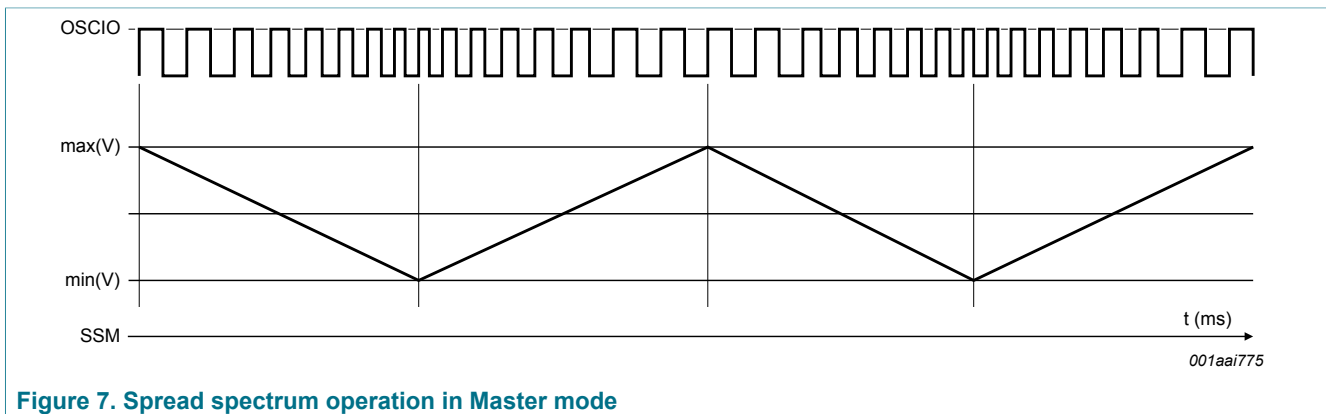 OSCIO
max(V)
min(V)
t (ms)
SSM
001aai775
Figure 7. Spread spectrum operation in Master mode